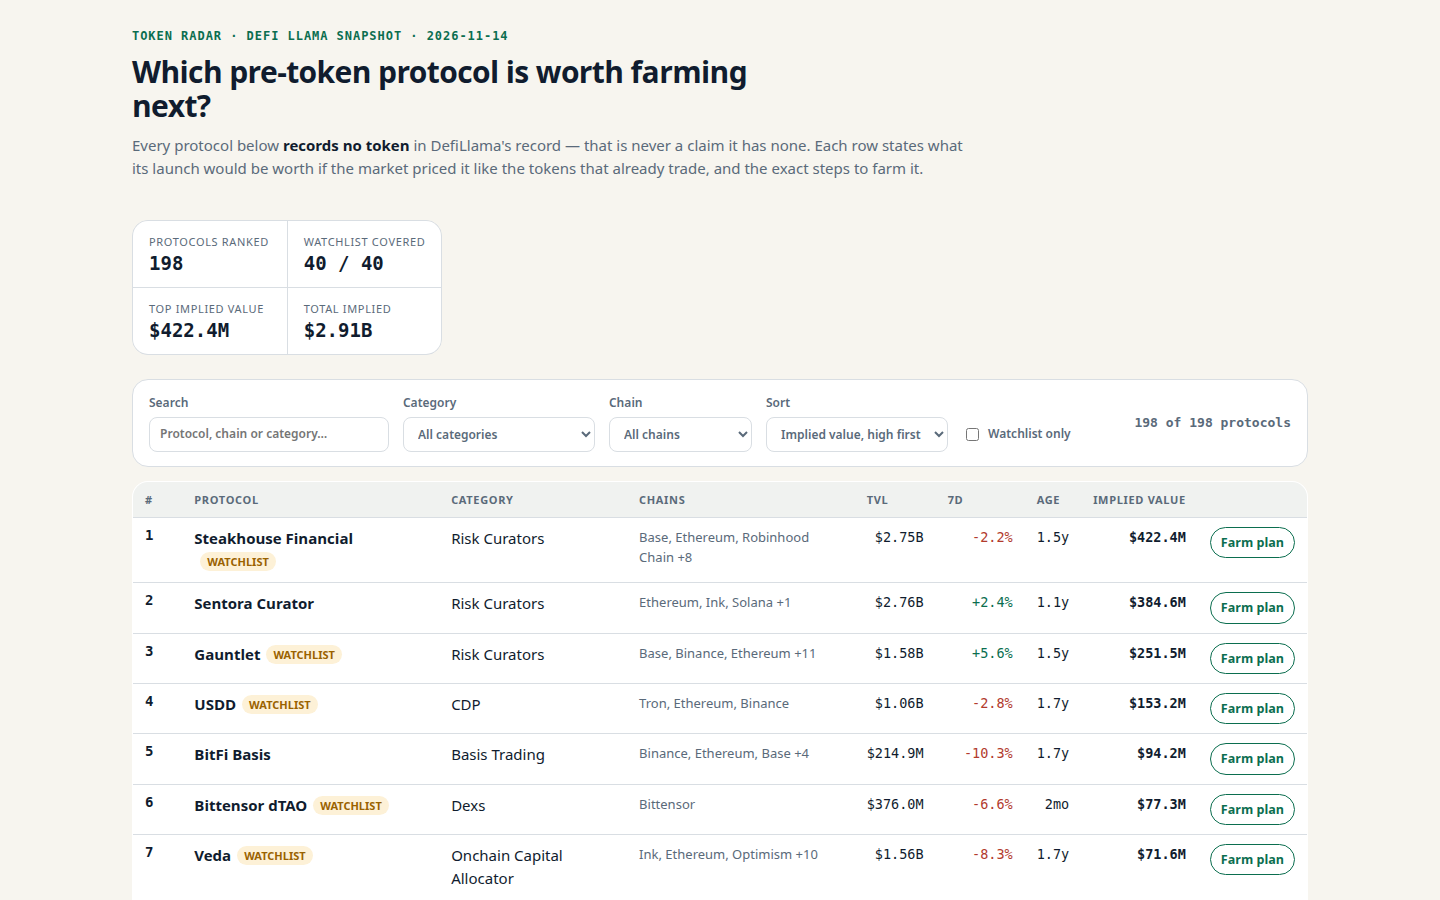 TOKEN RADAR · DEFI LLAMA SNAPSHOT · 2026-11-14
Which pre-token protocol is worth farming
next?
Every protocol below records no token in DefiLlama's record — that is never a claim it has none. Each row states what
its launch would be worth if the market priced it like the tokens that already trade, and the exact steps to farm it.
PROTOCOLS RANKED WATCHLIST COVERED
198 40 / 40
TOP IMPLIED VALUE TOTAL IMPLIED
$422.4M $2.91B
Search Category Chain Sort
Protocol, chain or category... All categories All chains Implied value, high first Watchlist only 198 of 198 protocols
# PROTOCOL CATEGORY CHAINS TVL 7D AGE IMPLIED VALUE
1 Steakhouse Financial Risk Curators Base, Ethereum, Robinhood $2.75B -2.2% 1.5y $422.4M Farm plan
WATCHLIST Chain +8
2 Sentora Curator Risk Curators Ethereum, Ink, Solana +1 $2.76B +2.4% 1.1y $384.6M Farm plan
3 Gauntlet WATCHLIST Risk Curators Base, Binance, Ethereum +11 $1.58B +5.6% 1.5y $251.5M Farm plan
4 USDD WATCHLIST CDP Tron, Ethereum, Binance $1.06B -2.8% 1.7y $153.2M Farm plan
5 BitFi Basis Basis Trading Binance, Ethereum, Base +4 $214.9M -10.3% 1.7y $94.2M Farm plan
6 Bittensor dTAO WATCHLIST Dexs Bittensor $376.0M -6.6% 2mo $77.3M Farm plan
7 Veda WATCHLIST Onchain Capital Ink, Ethereum, Optimism +10 $1.56B -8.3% 1.7y $71.6M Farm plan
Allocator